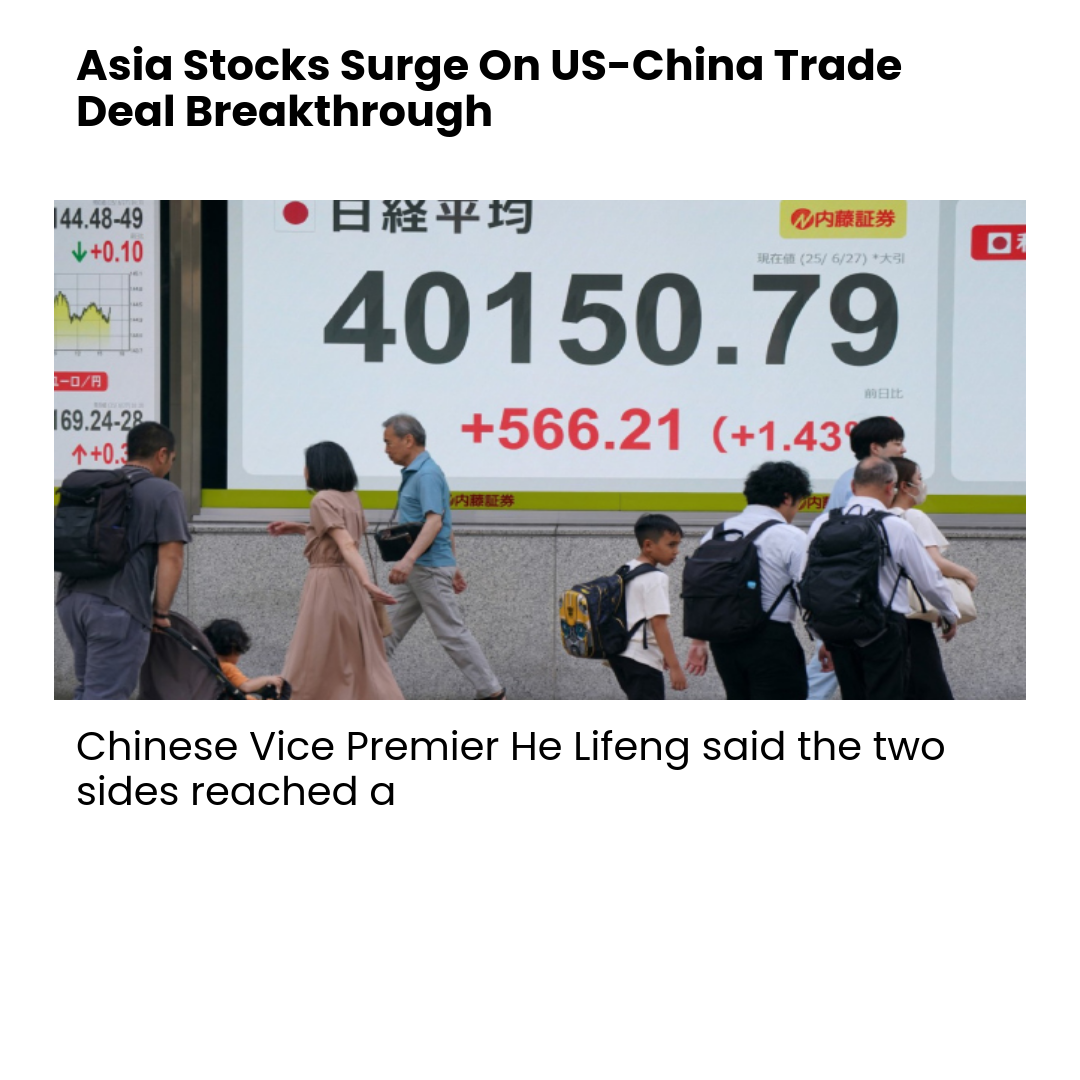 Asia Stocks Surge On US-China Trade
Deal Breakthrough
144.48-49
+0.10
日経平均
内藤証券
現在値 (25/ 6/27) *大引
40150.79
前日比
+566.21 (+1.43%
ユーロ/円
169.24-28
+0.3
内藤証券
Chinese Vice Premier He Lifeng said the two
sides reached a